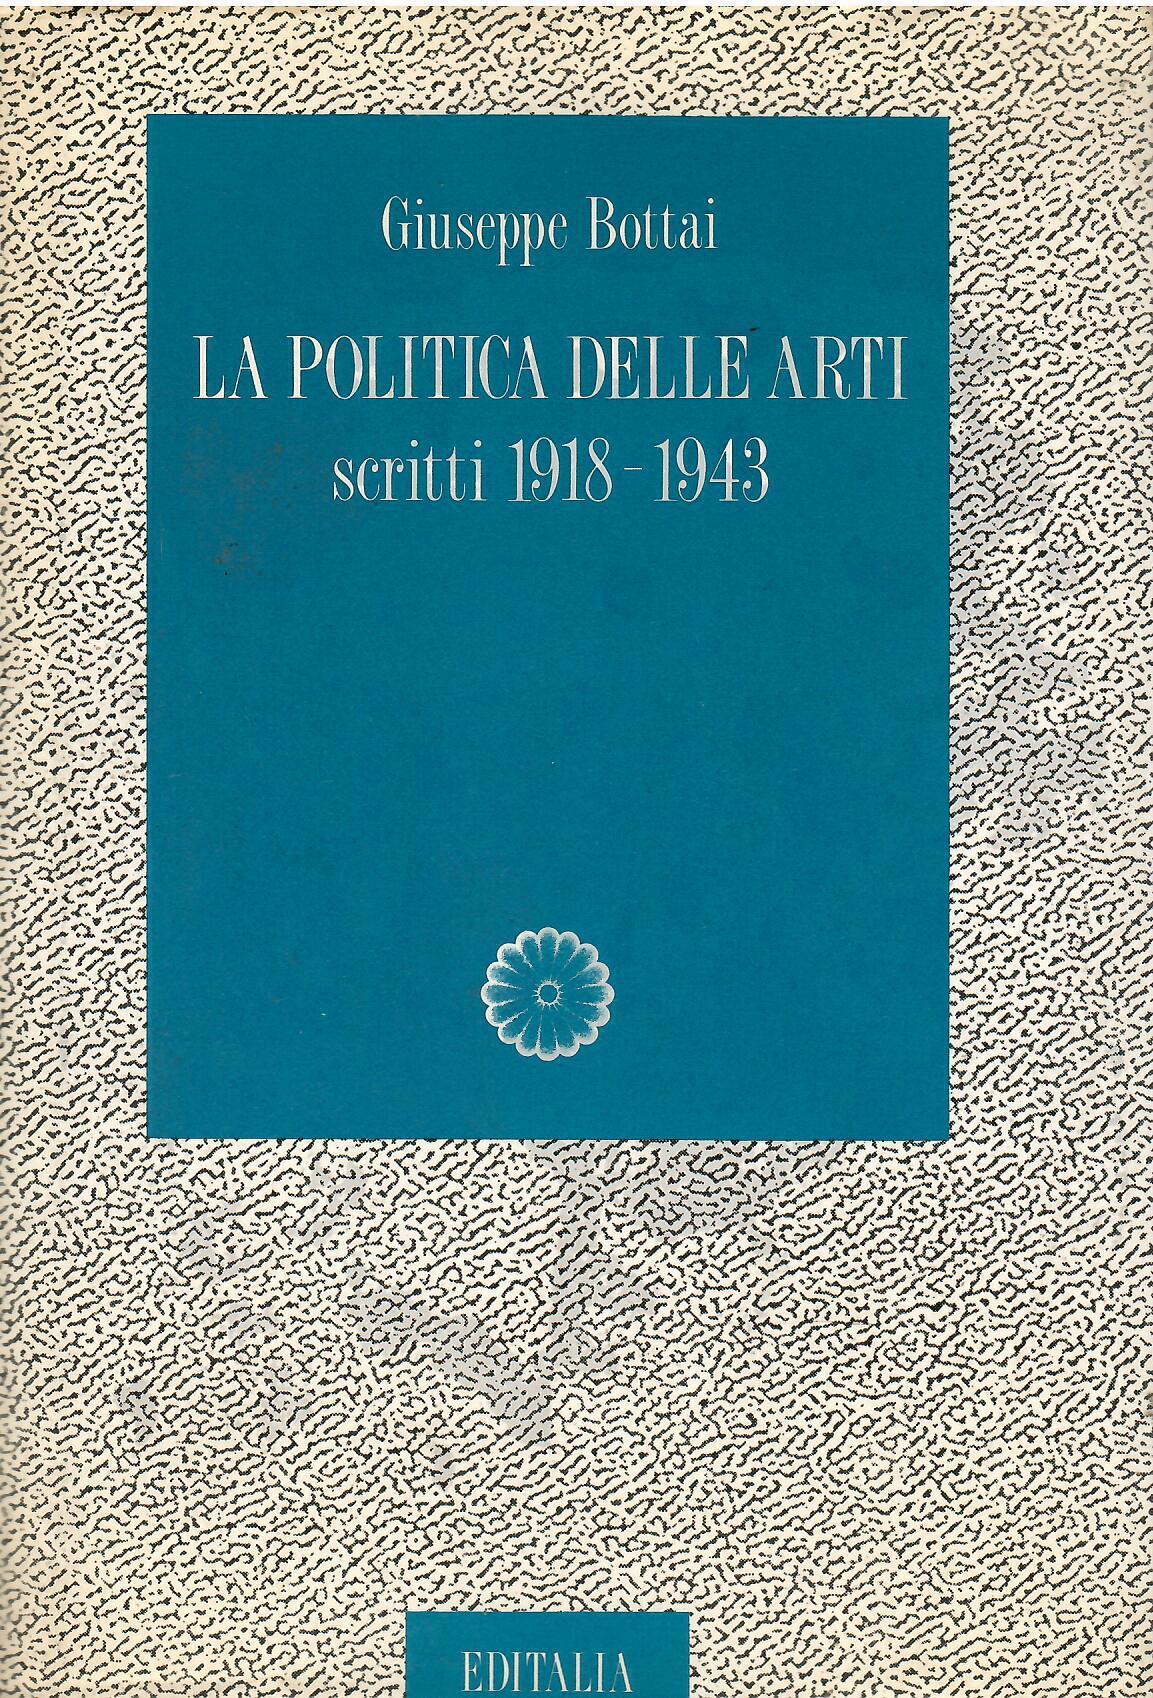 Giuseppe Bottai
LA POLITICA DELLE ARTI
scritti 1918 - 1943
EDITALIA